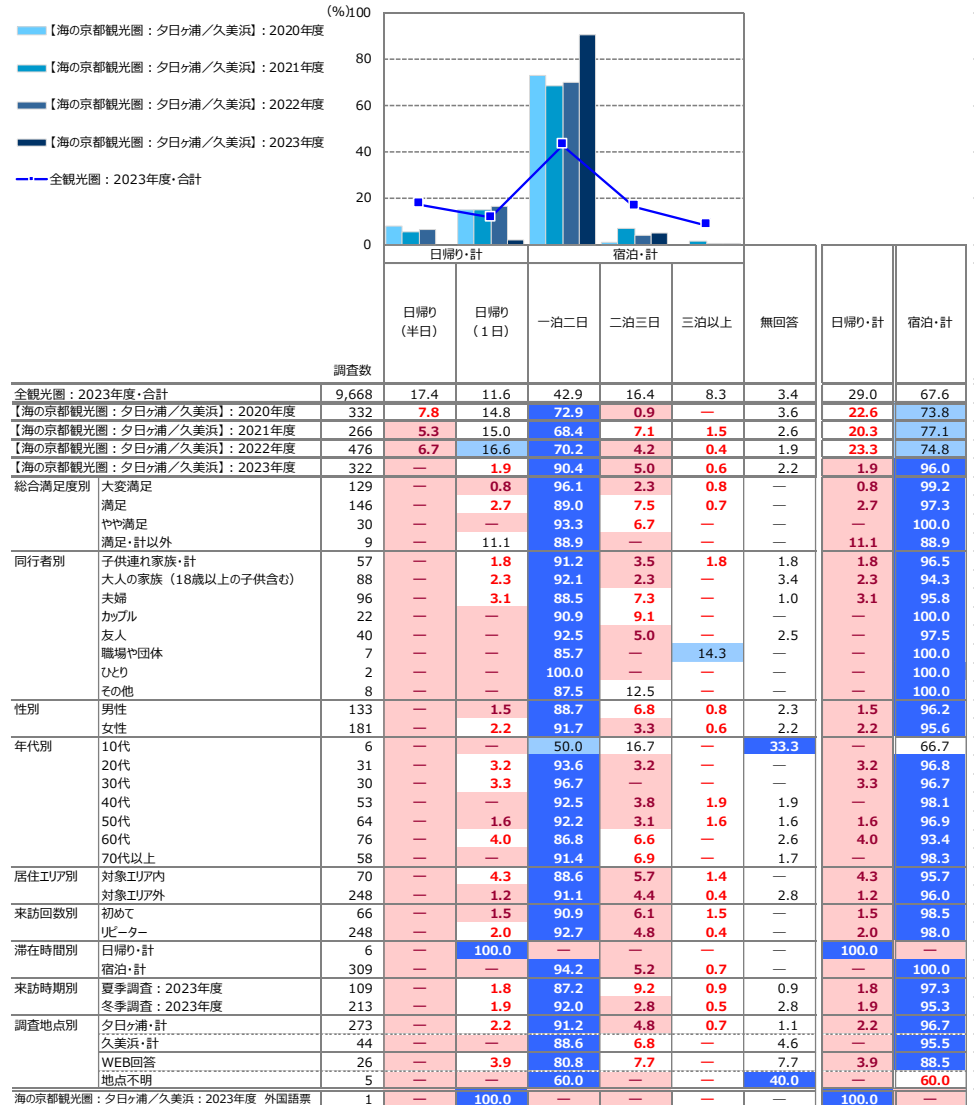 (%)100
【海の京都観光圏：夕日ヶ浦／久美浜】：2020年度
【海の京都観光圏：夕日ヶ浦／久美浜】：2021年度
【海の京都観光圏：夕日ヶ浦／久美浜】：2022年度
【海の京都観光圏：夕日ヶ浦／久美浜】：2023年度
全観光圏：2023年度・合計
80
60
40
20
0
日帰り・計 宿泊・計
調査数 日帰り（半日） 日帰り（1日） 一泊二日 二泊三日 三泊以上 無回答 日帰り・計 宿泊・計
全観光圏：2023年度・合計 9,668 17.4 11.6 42.9 16.4 8.3 3.4 29.0 67.6
【海の京都観光圏：夕日ヶ浦／久美浜】：2020年度 332 7.8 14.8 72.9 0.9 — 3.6 22.6 73.8
【海の京都観光圏：夕日ヶ浦／久美浜】：2021年度 266 5.3 15.0 68.4 7.1 1.5 2.6 20.3 77.1
【海の京都観光圏：夕日ヶ浦／久美浜】：2022年度 476 6.7 16.6 70.2 4.2 0.4 1.9 23.3 74.8
【海の京都観光圏：夕日ヶ浦／久美浜】：2023年度 322 — 1.9 90.4 5.0 0.6 2.2 1.9 96.0
総合満足度別 大変満足 129 — 0.8 96.1 2.3 0.8 — 0.8 99.2
満足 146 — 2.7 89.0 7.5 0.7 — 2.7 97.3
やや満足 30 — — 93.3 6.7 — — — 100.0
満足・計以外 9 — 11.1 88.9 — — — 11.1 88.9
同行者別 子供連れ家族・計 57 — 1.8 91.2 3.5 1.8 1.8 1.8 96.5
大人の家族（18歳以上の子供含む） 88 — 2.3 92.1 2.3 — 3.4 2.3 94.3
夫婦 96 — 3.1 88.5 7.3 — 1.0 3.1 95.8
カップル 22 — — 90.9 9.1 — — — 100.0
友人 40 — — 92.5 5.0 — 2.5 — 97.5
職場や団体 7 — — 85.7 — 14.3 — — 100.0
ひとり 2 — — 100.0 — — — — 100.0
その他 8 — — 87.5 12.5 — — — 100.0
性別 男性 133 — 1.5 88.7 6.8 0.8 2.3 1.5 96.2
女性 181 — 2.2 91.7 3.3 0.6 2.2 2.2 95.6
年代別 10代 6 — — 50.0 16.7 — 33.3 — 66.7
20代 31 — 3.2 93.6 3.2 — — 3.2 96.8
30代 30 — 3.3 96.7 — — — 3.3 96.7
40代 53 — — 92.5 3.8 1.9 1.9 — 98.1
50代 64 — 1.6 92.2 3.1 1.6 1.6 1.6 96.9
60代 76 — 4.0 86.8 6.6 — 2.6 4.0 93.4
70代以上 58 — — 91.4 6.9 — 1.7 — 98.3
居住エリア別 対象エリア内 70 — 4.3 88.6 5.7 1.4 — 4.3 95.7
対象エリア外 248 — 1.2 91.1 4.4 0.4 2.8 1.2 96.0
来訪回数別 初めて 66 — 1.5 90.9 6.1 1.5 — 1.5 98.5
リピーター 248 — 2.0 92.7 4.8 0.4 — 2.0 98.0
滞在時間別 日帰り・計 6 — 100.0 — — — — 100.0 —
宿泊・計 309 — — 94.2 5.2 0.7 — — 100.0
来訪時期別 夏季調査：2023年度 109 — 1.8 87.2 9.2 0.9 0.9 1.8 97.3
冬季調査：2023年度 213 — 1.9 92.0 2.8 0.5 2.8 1.9 95.3
調査地点別 夕日ヶ浦・計 273 — 2.2 91.2 4.8 0.7 1.1 2.2 96.7
久美浜・計 44 — — 88.6 6.8 — 4.6 — 95.5
WEB回答 26 — 3.9 80.8 7.7 — 7.7 3.9 88.5
地点不明 5 — — 60.0 — — 40.0 — 60.0
海の京都観光圏：夕日ヶ浦／久美浜：2023年度 外国語票 1 — 100.0 — — — — 100.0 —